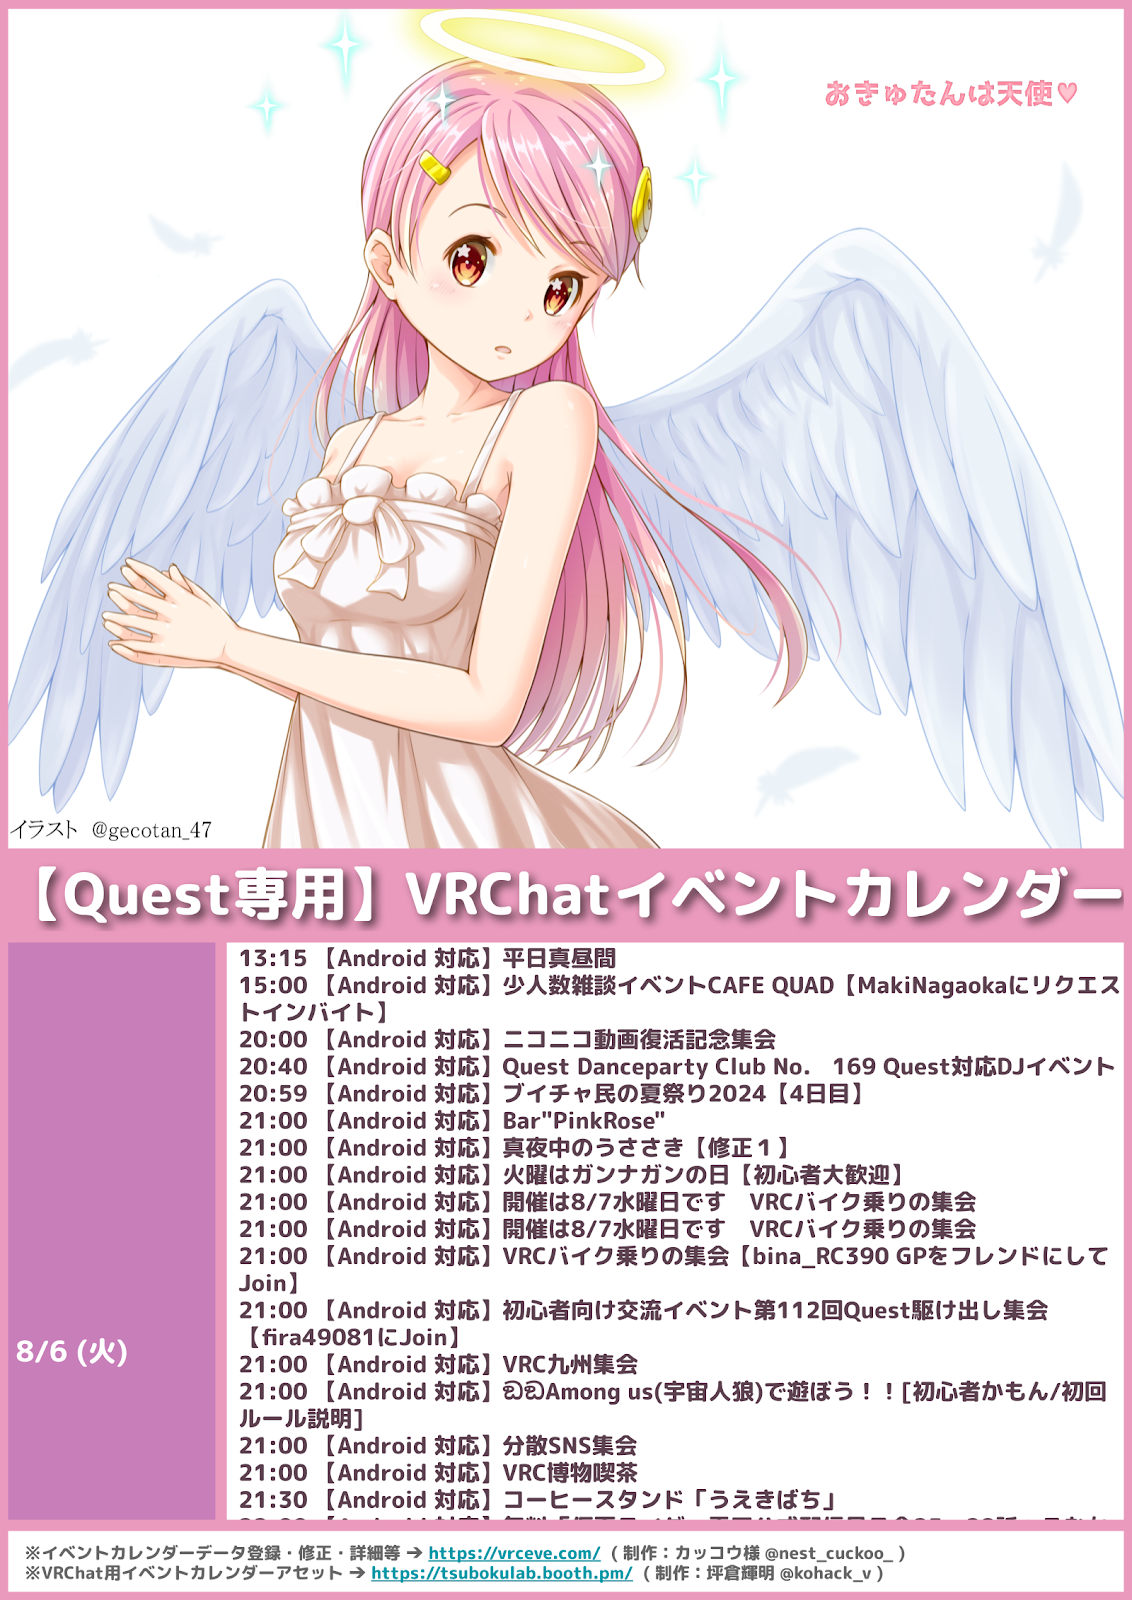 おきゅたんは天使♥
イラスト @gecotan_47
【Quest専用】VRChatイベントカレンダー
8/6 (火)
13:15 【Android 対応】平日真昼間
15:00 【Android 対応】少人数雑談イベントCAFE QUAD【MakiNagaokaにリクエス
トインバイト】
20:00 【Android 対応】ニコニコ動画復活記念集会
20:40 【Android 対応】Quest Danceparty Club No. 169 Quest対応DJイベント
20:59 【Android 対応】ブイチャ民の夏祭り2024【4日目】
21:00 【Android 対応】Bar"PinkRose"
21:00 【Android 対応】真夜中のうささき【修正１】
21:00 【Android 対応】火曜はガンナガンの日【初心者大歓迎】
21:00 【Android 対応】開催は8/7水曜日です　VRCバイク乗りの集会
21:00 【Android 対応】開催は8/7水曜日です　VRCバイク乗りの集会
21:00 【Android 対応】VRCバイク乗りの集会【bina_RC390 GPをフレンドにして
Join】
21:00 【Android 対応】初心者向け交流イベント第112回Quest駆け出し集会
【fira49081にJoin】
21:00 【Android 対応】VRC九州集会
21:00 【Android 対応】ඞඞAmong us(宇宙人狼)で遊ぼう！！[初心者かもん/初回
ルール説明]
21:00 【Android 対応】分散SNS集会
21:00 【Android 対応】VRC博物喫茶
21:30 【Android 対応】コーヒースタンド「うえきばち」
※イベントカレンダーデータ登録・修正・詳細等 → https://vrceve.com/ ( 制作：カッコウ様 @nest_cuckoo_ )
※VRChat用イベントカレンダーアセット → https://tsubokulab.booth.pm/ ( 制作：坪倉輝明 @kohack_v )